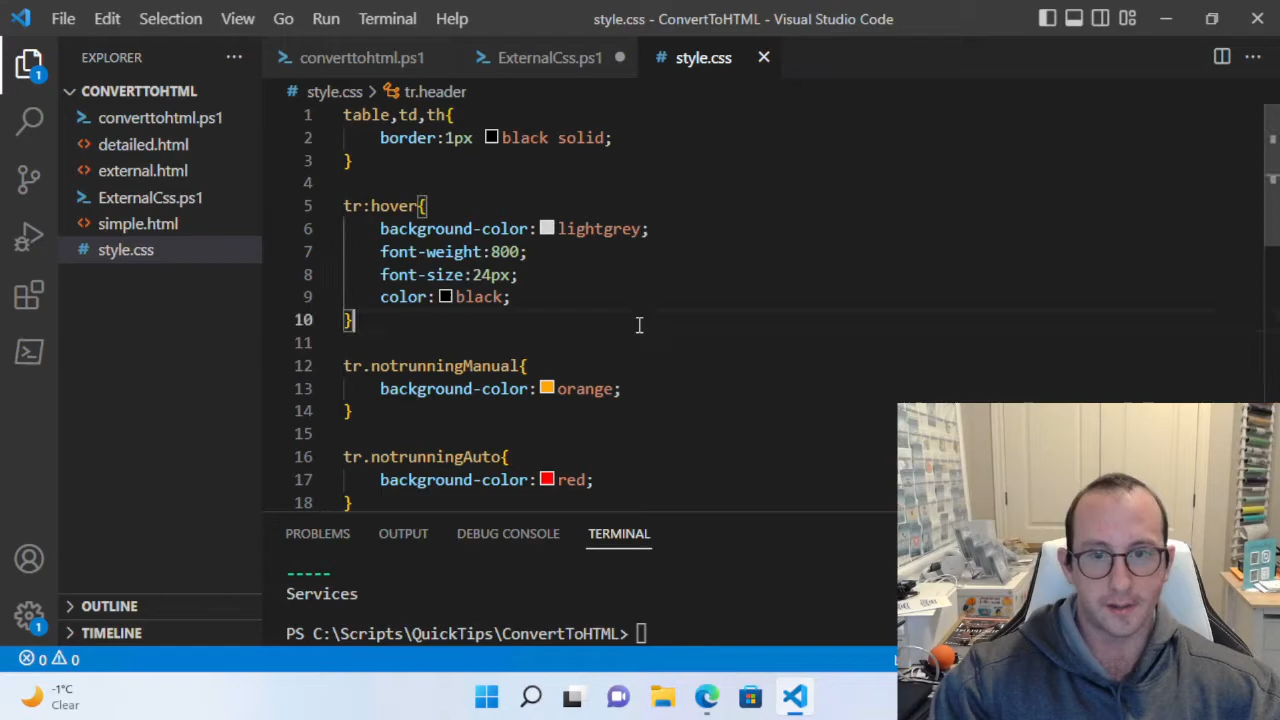 File Edit Selection View Go Run Terminal Help
style.css - ConvertToHTML - Visual Studio Code
EXPLORER
converttohtml.ps1
ExternalCss.ps1
style.css
CONVERTTOHTML
converttohtml.ps1
detailed.html
external.html
ExternalCss.ps1
simple.html
style.css
OUTLINE
TIMELINE
1
1
style.css > tr.header
1 table,td,th{
2 border:1px black solid;
3 }
4
5 tr:hover{
6 background-color: lightgrey;
7 font-weight:800;
8 font-size:24px;
9 color: black;
10 }
11
12 tr.notrunningManual{
13 background-color: orange;
14 }
15
16 tr.notrunningAuto{
17 background-color: red;
18 }
PROBLEMS OUTPUT DEBUG CONSOLE TERMINAL
-----
Services
PS C:\Scripts\QuickTips\ConvertToHTML>
0 0
-1°C
Clear